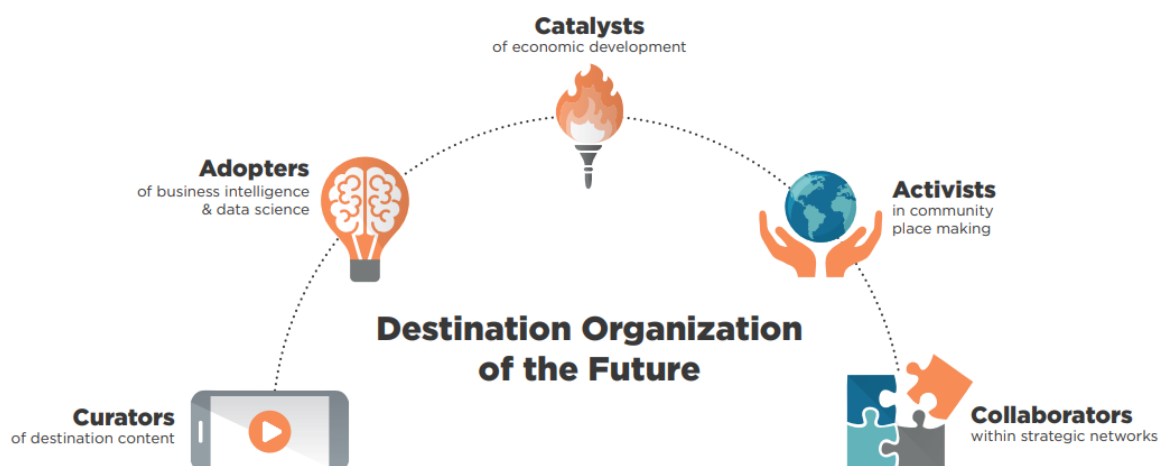 Catalysts
of economic development
Adopters
of business intelligence
& data science
Activists
in community
place making
Destination Organization
of the Future
Curators
of destination content
Collaborators
within strategic networks